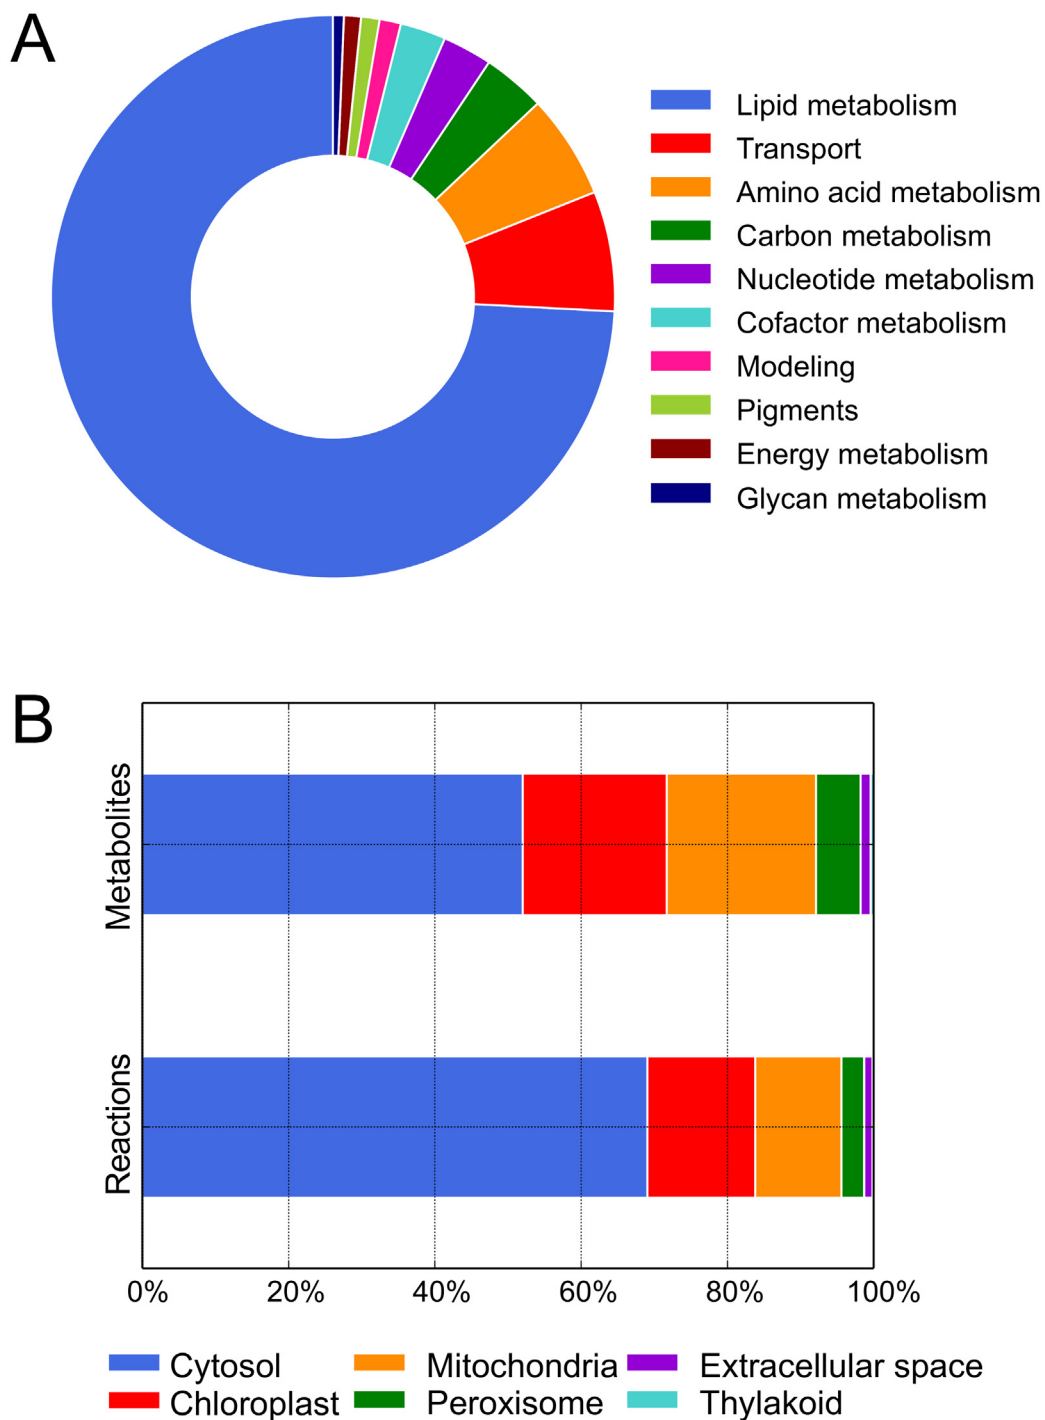 A
Lipid metabolism
Transport
Amino acid metabolism
Carbon metabolism
Nucleotide metabolism
Cofactor metabolism
Modeling
Pigments
Energy metabolism
Glycan metabolism
B
Metabolites
Reactions
0% 20% 40% 60% 80% 100%
Cytosol Mitochondria Extracellular space
Chloroplast Peroxisome Thylakoid